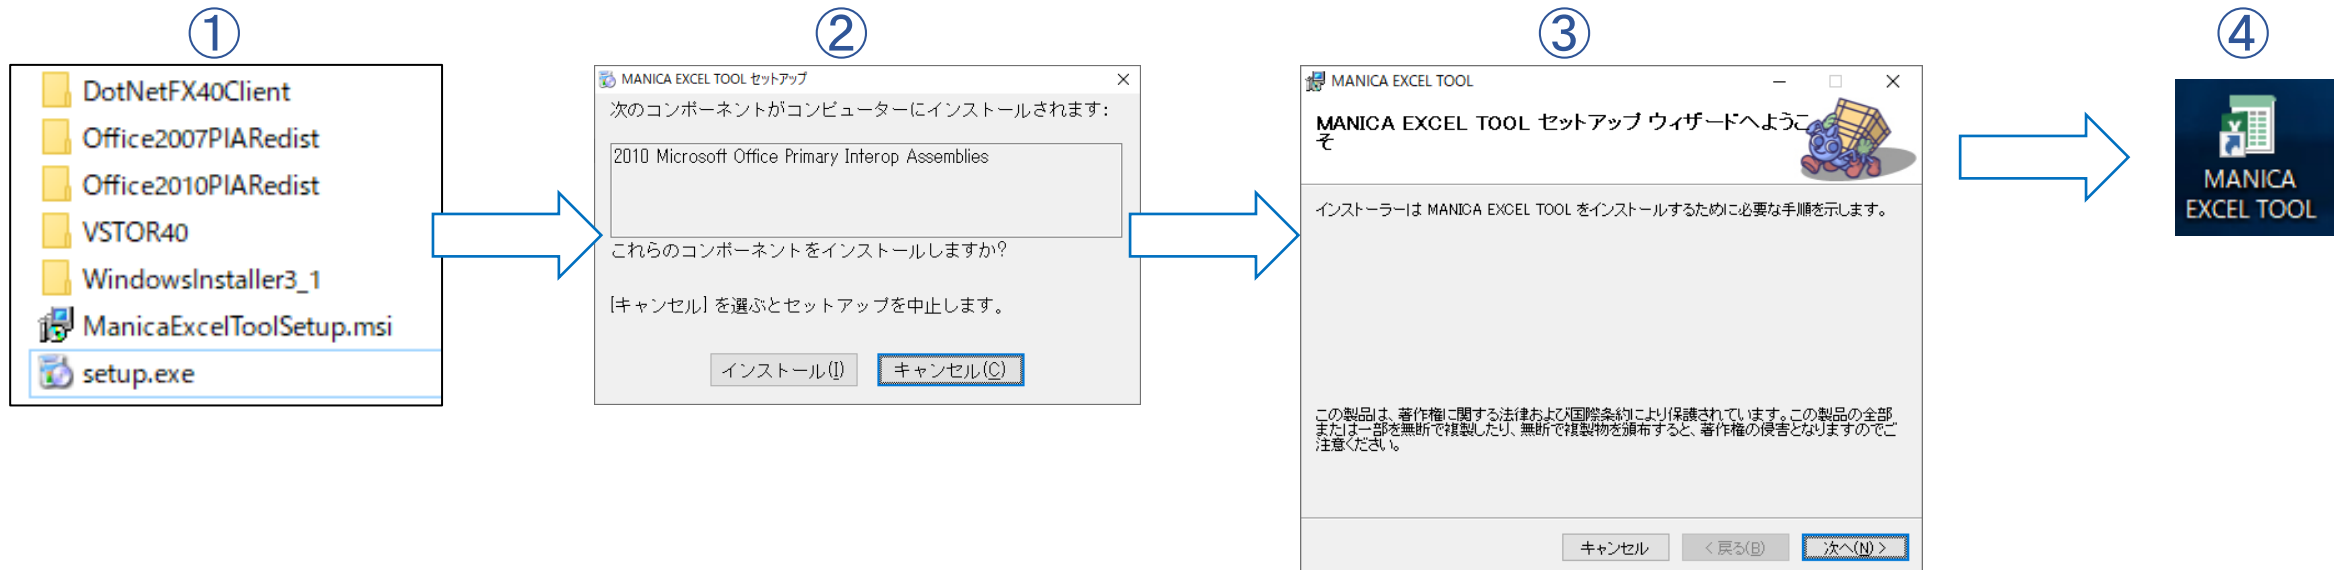 ①
DotNetFX40Client
Office2007PIARedist
Office2010PIARedist
VSTOR40
WindowsInstaller3_1
ManicaExcelToolSetup.msi
setup.exe
②
MANICA EXCEL TOOL セットアップ
次のコンポーネントがコンピューターにインストールされます:
2010 Microsoft Office Primary Interop Assemblies
これらのコンポーネントをインストールしますか?
[キャンセル] を選ぶとセットアップを中止します。
インストール(I)
キャンセル(C)
③
MANICA EXCEL TOOL
MANICA EXCEL TOOL セットアップ ウィザードへようこ
そ
インストーラーは MANICA EXCEL TOOL をインストールするために必要な手順を示します。
この製品は、著作権に関する法律および国際条約により保護されています。この製品の全部
または一部を無断で複製したり、無断で複製物を頒布すると、著作権の侵害となりますのでご
注意ください。
キャンセル
< 戻る(B)
次へ(N) >
④
MANICA
EXCEL TOOL